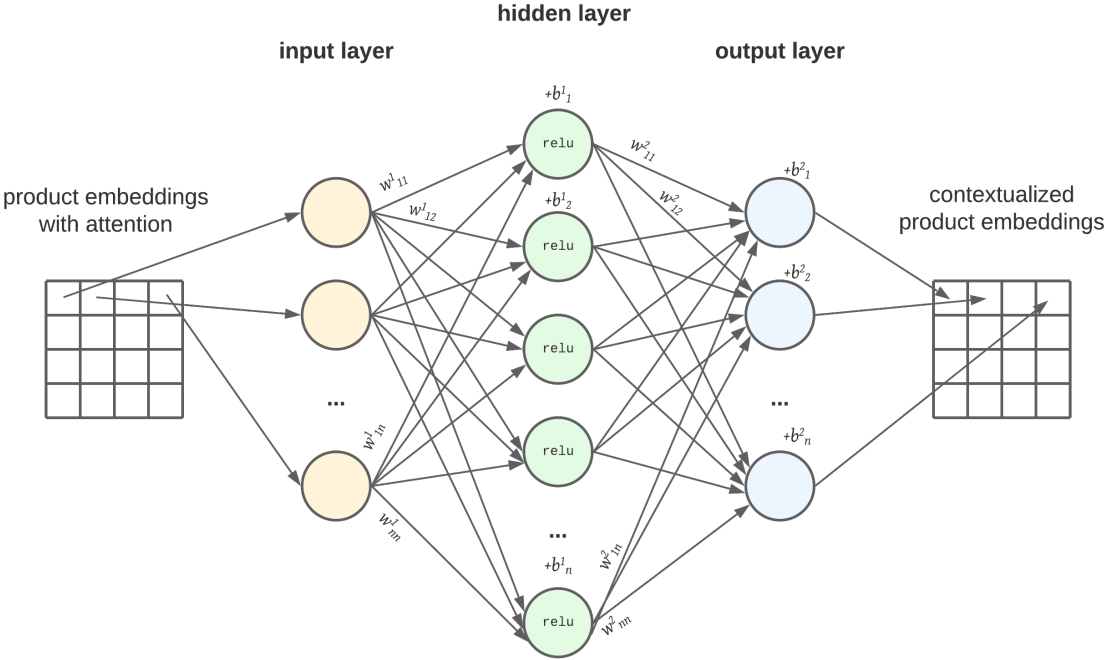 hidden layer
input layer
output layer
+b¹₁
w¹₁₁
relu
w²₁₁
product embeddings
with attention
w¹₁₂
+b¹₂
w²₁₂
+b²₁
contextualized
product embeddings
relu
+b²₂
relu
...
...
w¹₁ₙ
relu
+b²ₙ
w¹ₙₙ
...
+b¹ₙ
w²₁ₙ
relu
w²ₙₙ